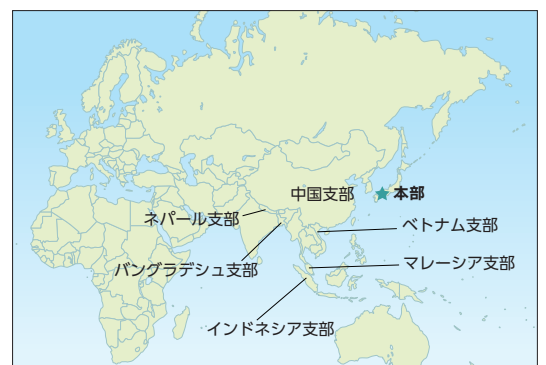 中国支部
本部
ネパール支部
ベトナム支部
バングラデシュ支部
マレーシア支部
インドネシア支部